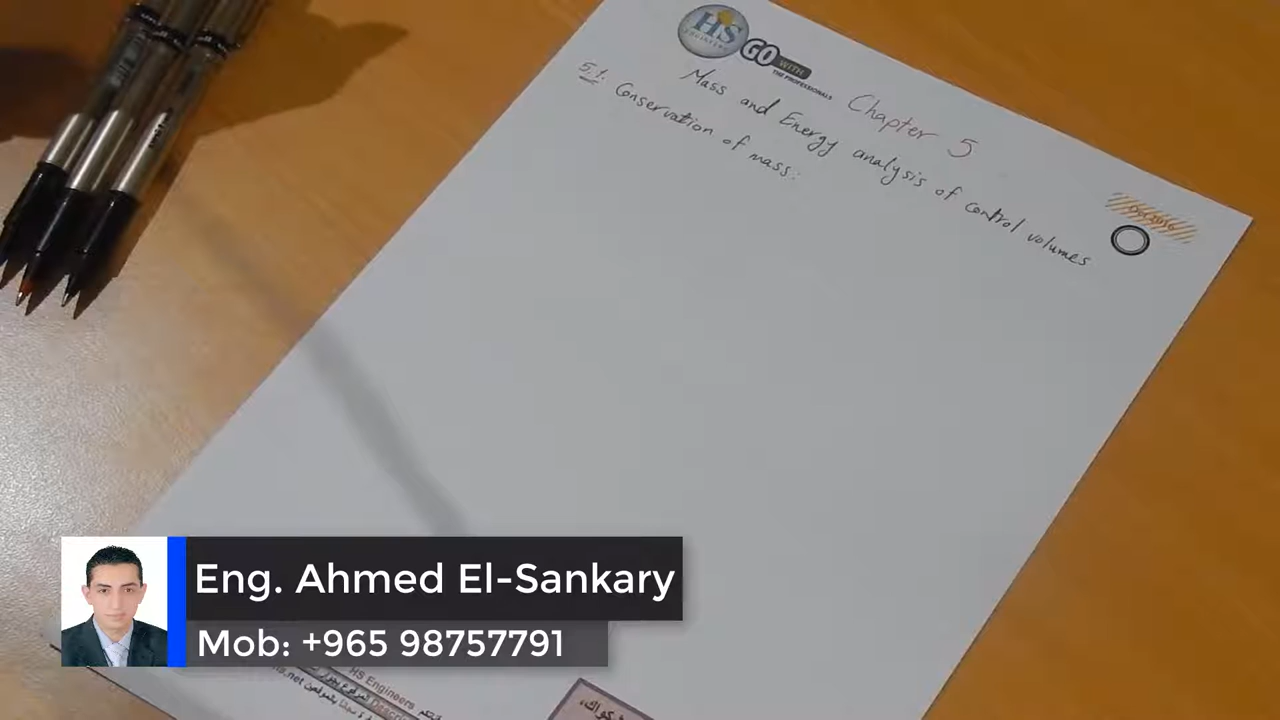 HS
ENGINEERS
GO WITH
THE PROFESSIONALS
Chapter 5
Mass and Energy analysis of control volumes
5.1. Conservation of mass:
Eng. Ahmed El-Sankary
Mob: +965 98757791
HS Engineers